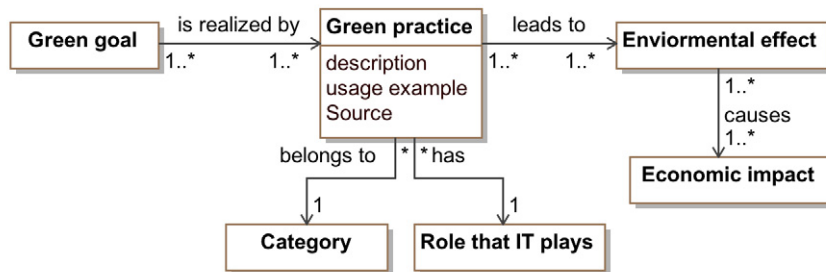 Green goal
is realized by
1..*
1..*
Green practice
description
usage example
Source
leads to
1..*
1..*
Enviormental effect
1..*
causes
1..*
Economic impact
belongs to
*
* has
1
1
Category
Role that IT plays